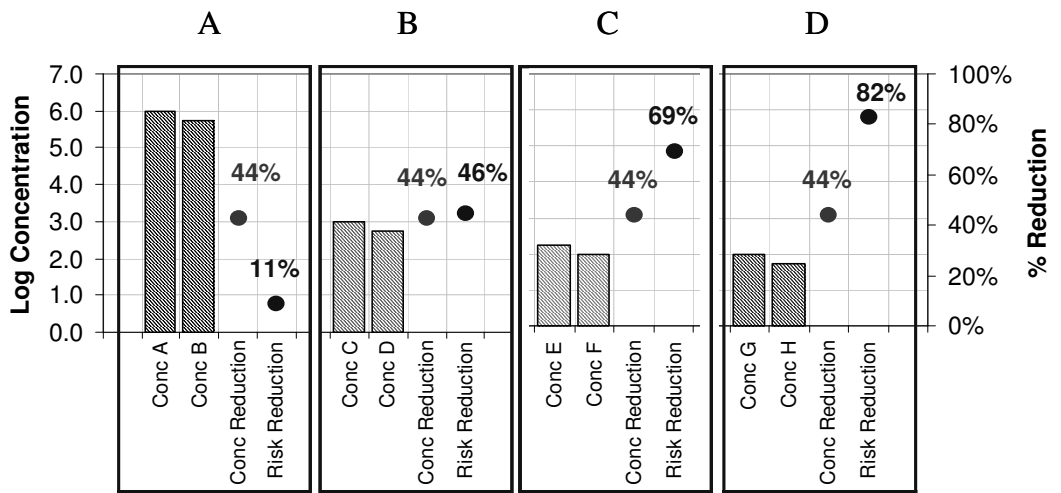 A B C D
7.0
6.0
5.0
4.0
3.0
2.0
1.0
0.0
Log Concentration
44%
11%
44% 46%
69%
44%
82%
44%
100%
80%
60%
40%
20%
0%
% Reduction
Conc A
Conc B
Conc Reduction
Risk Reduction
Conc C
Conc D
Conc Reduction
Risk Reduction
Conc E
Conc F
Conc Reduction
Risk Reduction
Conc G
Conc H
Conc Reduction
Risk Reduction